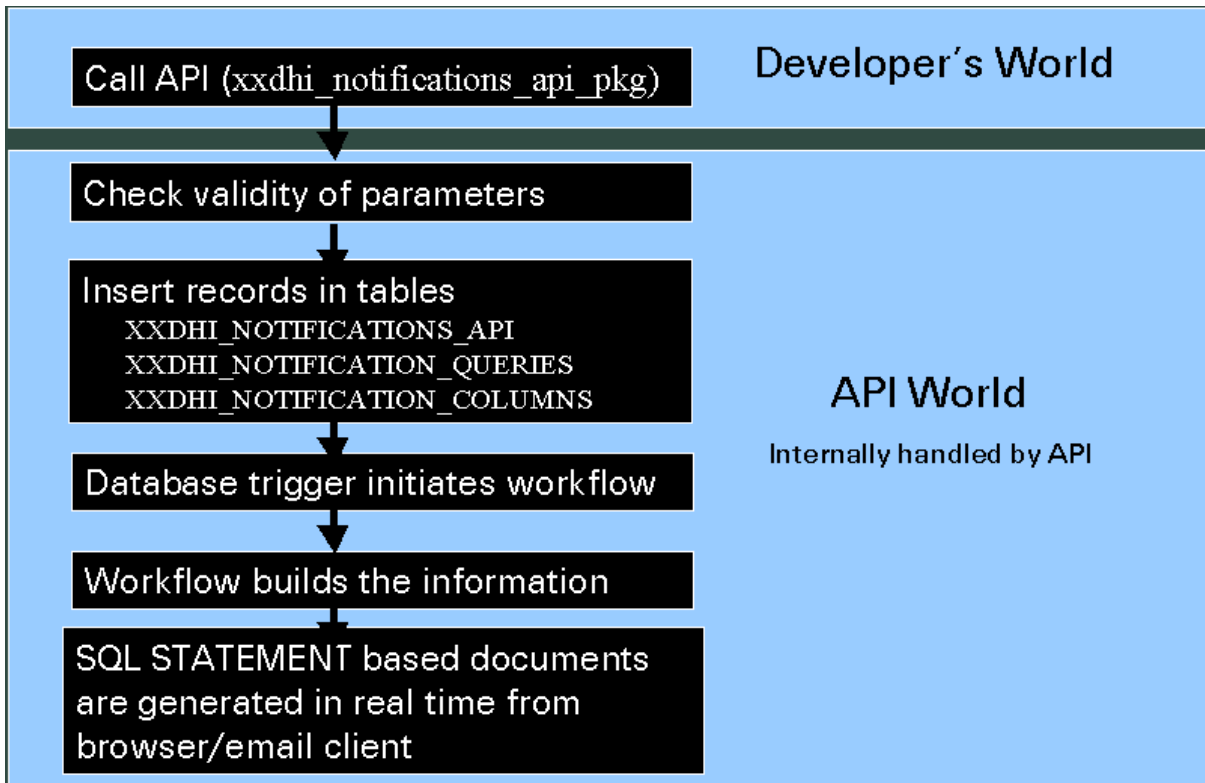 Developer's World
Call API (xxdhi_notifications_api_pkg)
Check validity of parameters
Insert records in tables
XXDHI_NOTIFICATIONS_API
XXDHI_NOTIFICATION_QUERIES
XXDHI_NOTIFICATION_COLUMNS
API World
Internally handled by API
Database trigger initiates workflow
Workflow builds the information
SQL STATEMENT based documents
are generated in real time from
browser/email client